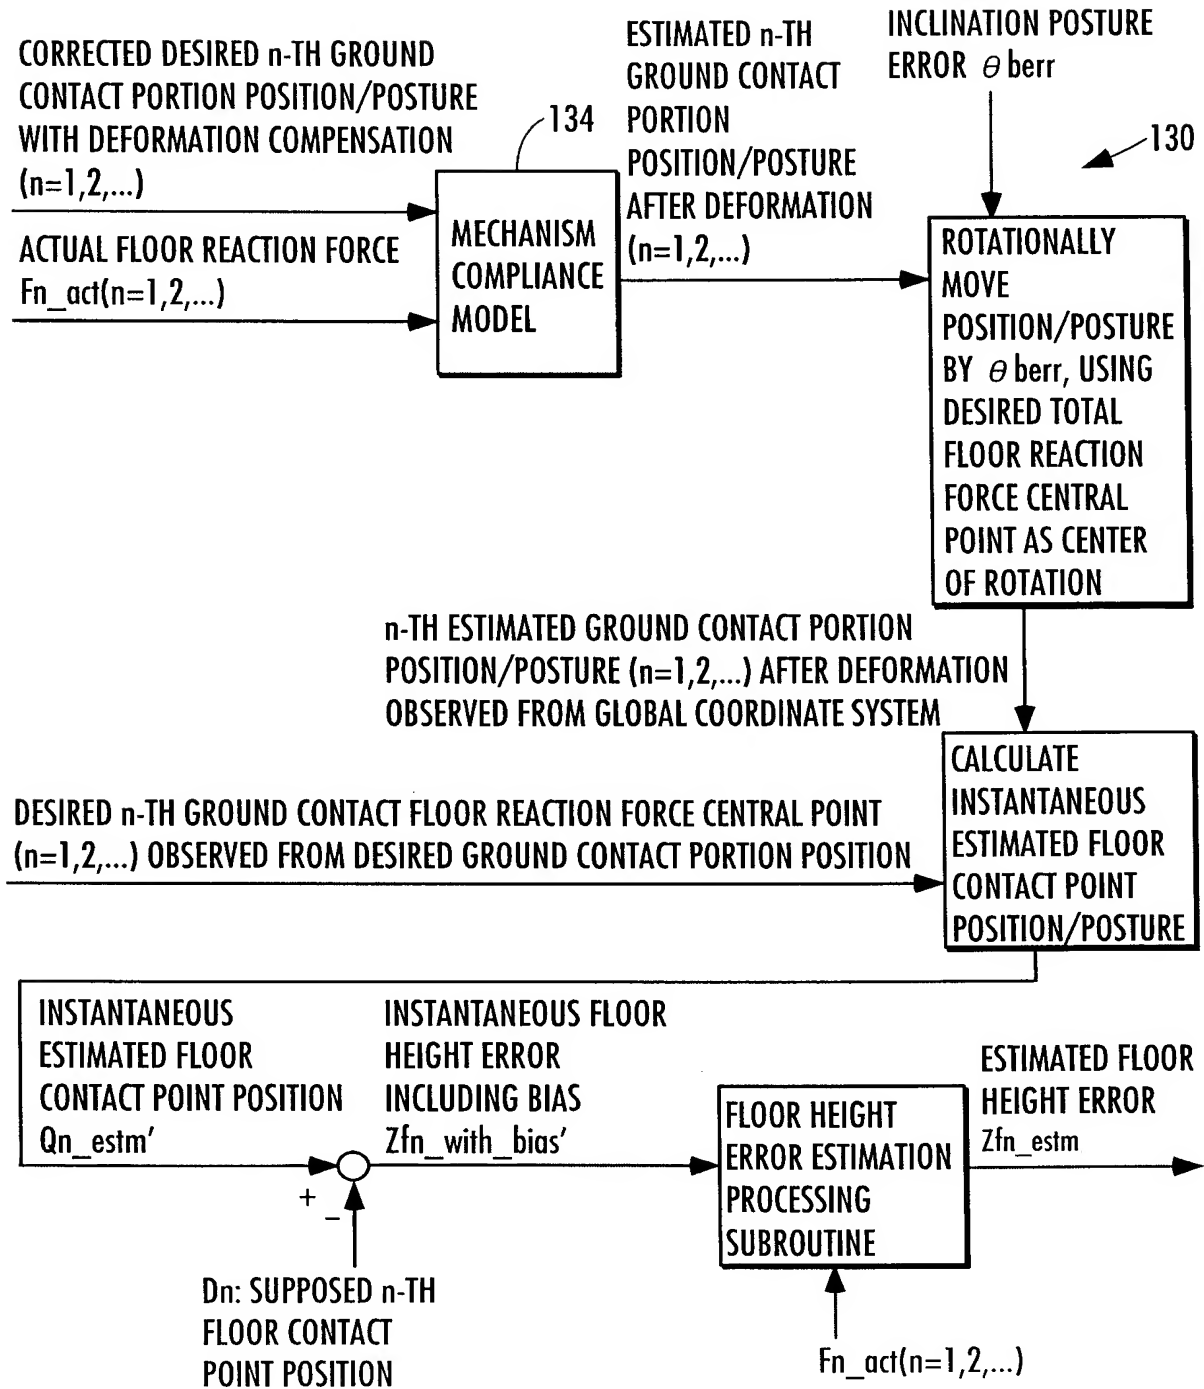 CORRECTED DESIRED n-TH GROUND
CONTACT PORTION POSITION/POSTURE
WITH DEFORMATION COMPENSATION
(n=1,2,...)
ACTUAL FLOOR REACTION FORCE
Fn_act(n=1,2,...)
134
MECHANISM
COMPLIANCE
MODEL
ESTIMATED n-TH
GROUND CONTACT
PORTION
POSITION/POSTURE
AFTER DEFORMATION
(n=1,2,...)
INCLINATION POSTURE
ERROR θ berr
130
ROTATIONALLY
MOVE
POSITION/POSTURE
BY θ berr, USING
DESIRED TOTAL
FLOOR REACTION
FORCE CENTRAL
POINT AS CENTER
OF ROTATION
n-TH ESTIMATED GROUND CONTACT PORTION
POSITION/POSTURE (n=1,2,...) AFTER DEFORMATION
OBSERVED FROM GLOBAL COORDINATE SYSTEM
DESIRED n-TH GROUND CONTACT FLOOR REACTION FORCE CENTRAL POINT
(n=1,2,...) OBSERVED FROM DESIRED GROUND CONTACT PORTION POSITION
CALCULATE
INSTANTANEOUS
ESTIMATED FLOOR
CONTACT POINT
POSITION/POSTURE
INSTANTANEOUS
ESTIMATED FLOOR
CONTACT POINT POSITION
Qn_estm'
+
−
Dn: SUPPOSED n-TH
FLOOR CONTACT
POINT POSITION
INSTANTANEOUS FLOOR
HEIGHT ERROR
INCLUDING BIAS
Zfn_with_bias'
FLOOR HEIGHT
ERROR ESTIMATION
PROCESSING
SUBROUTINE
Fn_act(n=1,2,...)
ESTIMATED FLOOR
HEIGHT ERROR
Zfn_estm